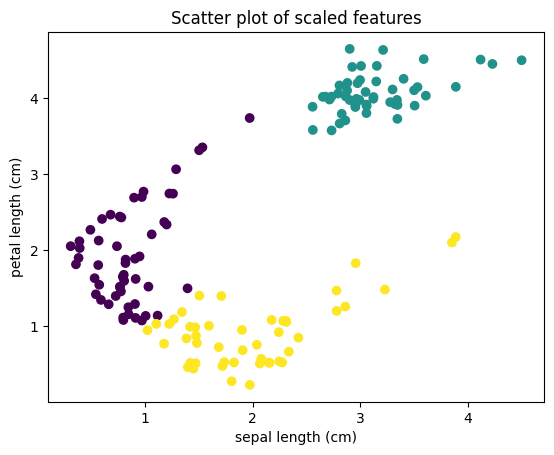 Scatter plot of scaled features
petal length (cm)
4
3
2
1
1 2 3 4
sepal length (cm)